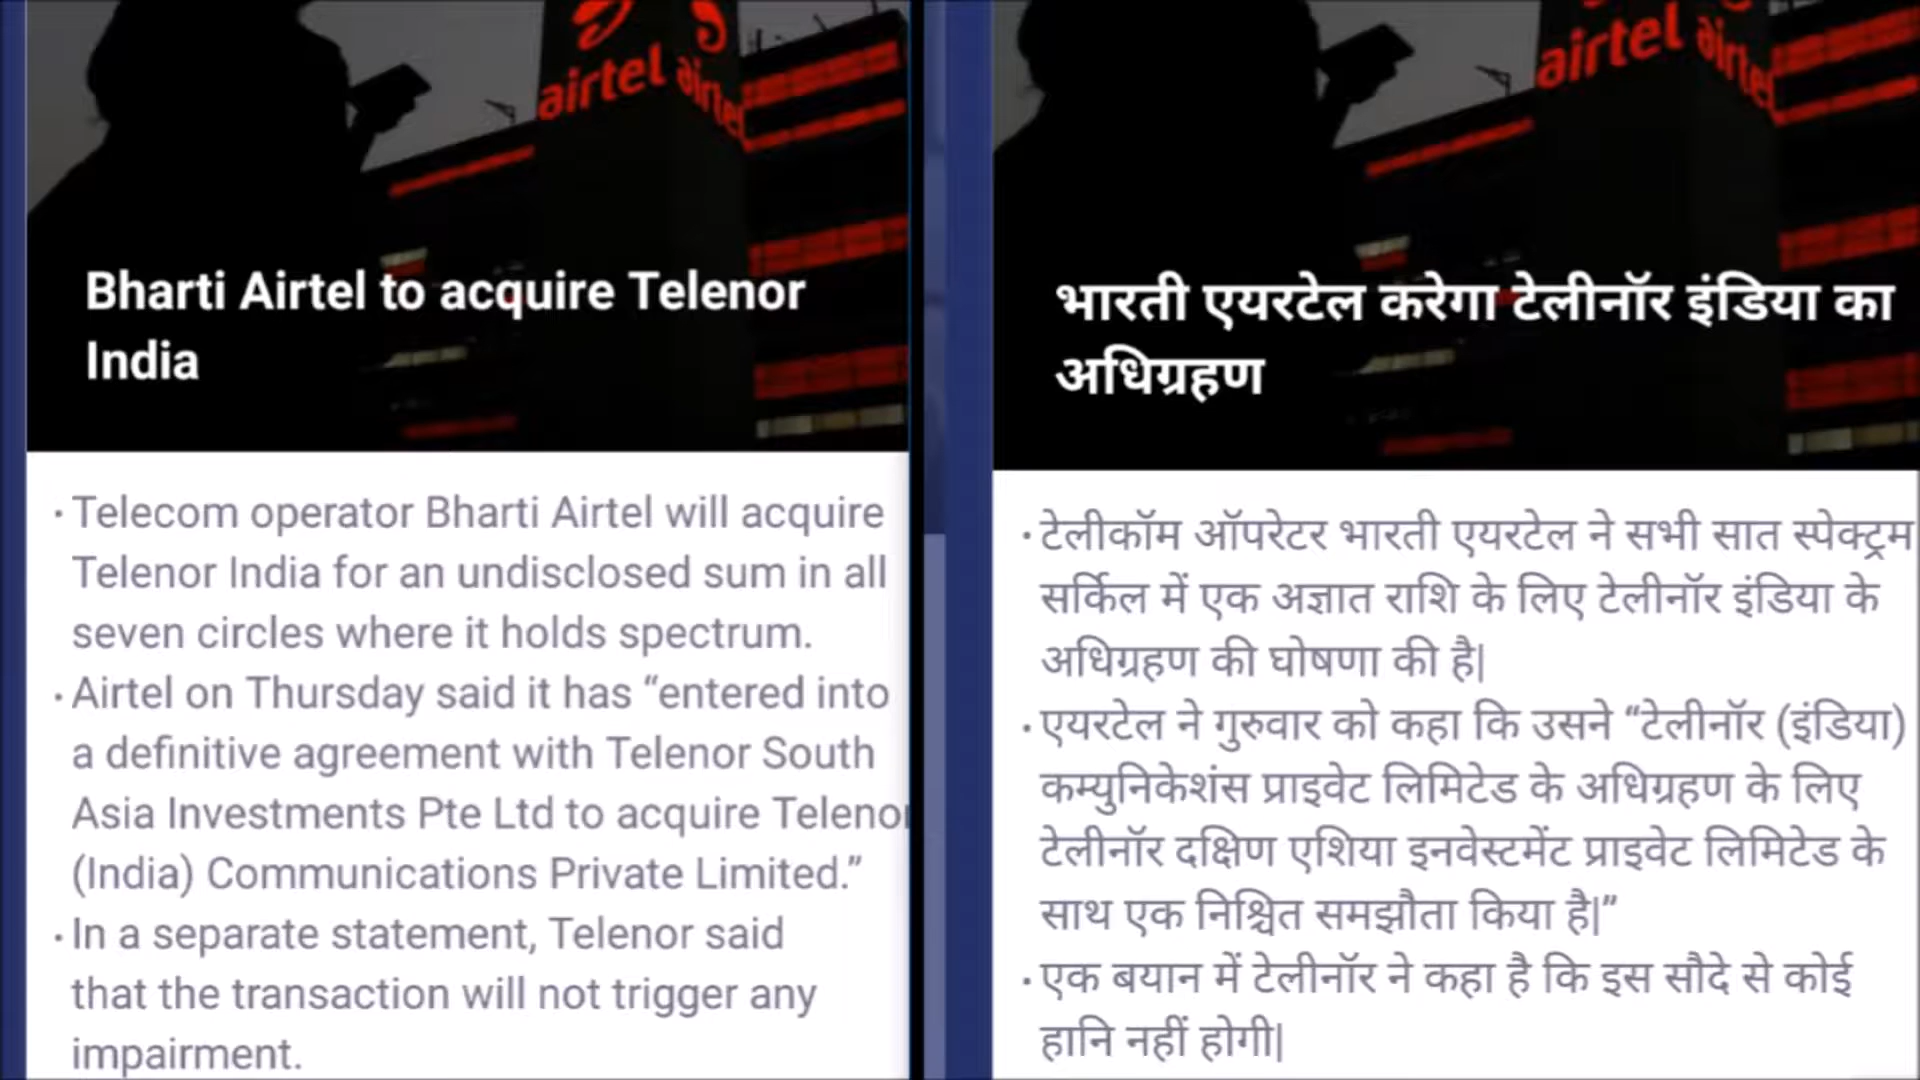 airtel airtel
Bharti Airtel to acquire Telenor
India
· Telecom operator Bharti Airtel will acquire
Telenor India for an undisclosed sum in all
seven circles where it holds spectrum.
· Airtel on Thursday said it has “entered into
a definitive agreement with Telenor South
Asia Investments Pte Ltd to acquire Telenor
(India) Communications Private Limited.”
· In a separate statement, Telenor said
that the transaction will not trigger any
impairment.
airtel airtel
भारती एयरटेल करेगा टेलीनॉर इंडिया का
अधिग्रहण
· टेलीकॉम ऑपरेटर भारती एयरटेल ने सभी सात स्पेक्ट्रम
सर्किल में एक अज्ञात राशि के लिए टेलीनॉर इंडिया के
अधिग्रहण की घोषणा की है|
· एयरटेल ने गुरुवार को कहा कि उसने “टेलीनॉर (इंडिया)
कम्युनिकेशंस प्राइवेट लिमिटेड के अधिग्रहण के लिए
टेलीनॉर दक्षिण एशिया इनवेस्टमेंट प्राइवेट लिमिटेड के
साथ एक निश्चित समझौता किया है|”
· एक बयान में टेलीनॉर ने कहा है कि इस सौदे से कोई
हानि नहीं होगी|